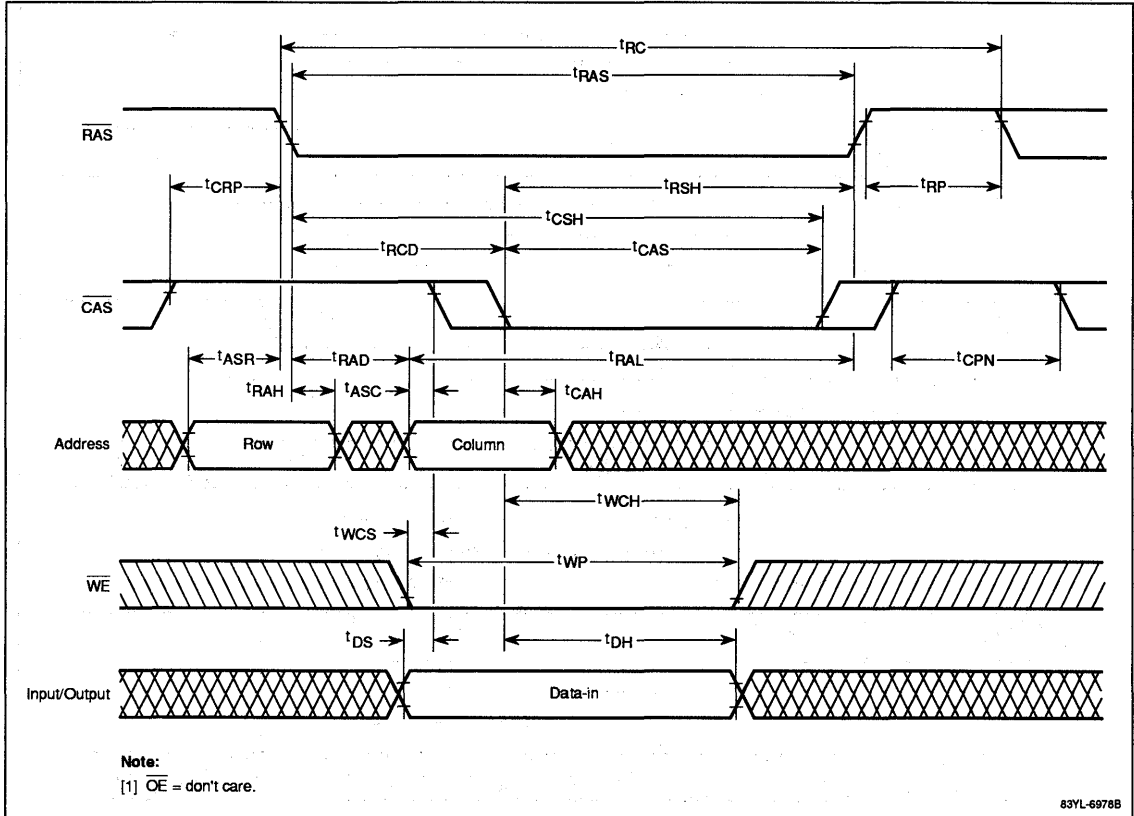 tRC
tRAS
RAS
tCRP
tRSH
tRP
tCSH
tRCD
tCAS
CAS
tASR
tRAD
tRAL
tCPN
tRAH
tASC
tCAH
Address
Row
Column
tWCH
tWCS
tWP
WE
tDS
tDH
Input/Output
Data-in
Note:
[1] OE = don't care.
83YL-6978B